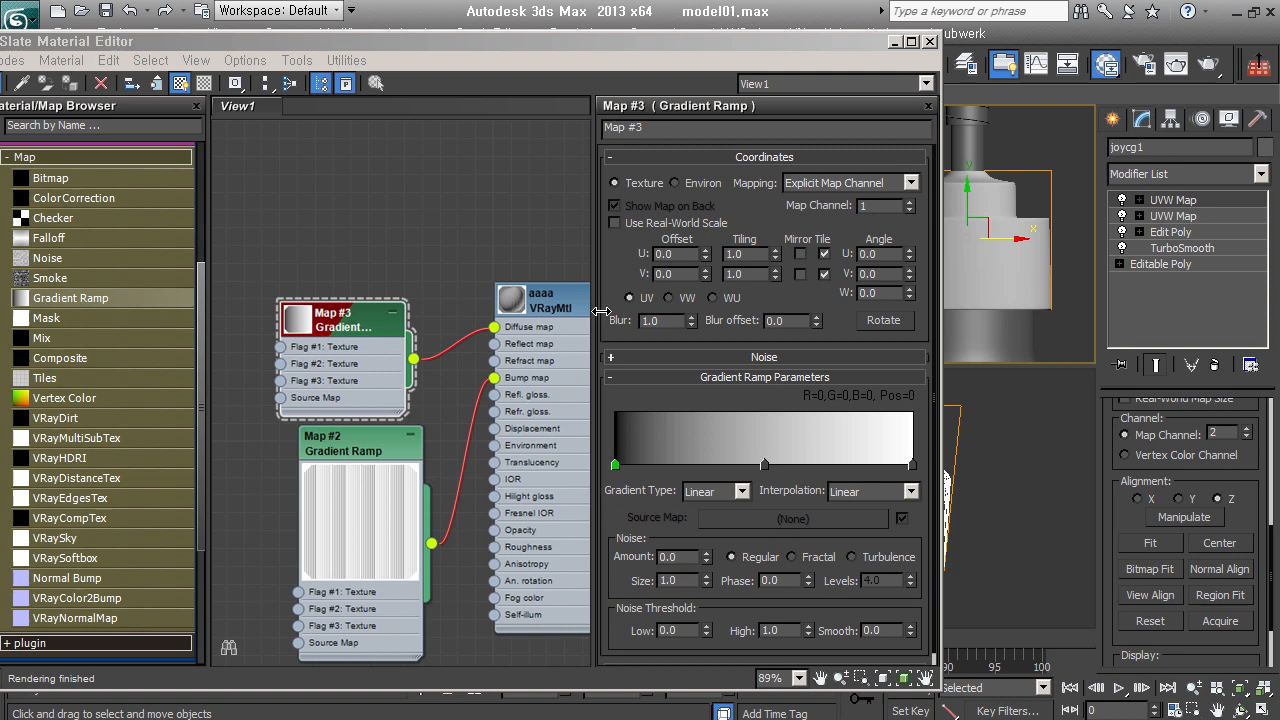 Workspace: Default
Autodesk 3ds Max  2013 x64
model01.max
Type a keyword or phrase
Slate Material Editor
odes
Material
Edit
Select
View
Options
Tools
Utilities
View1
aterial/Map Browser
Search by Name ...
- Map
Bitmap
ColorCorrection
Checker
Falloff
Noise
Smoke
Gradient Ramp
Mask
Mix
Composite
Tiles
Vertex Color
VRayDirt
VRayMultiSubTex
VRayHDRI
VRayDistanceTex
VRayEdgesTex
VRayCompTex
VRaySky
VRaySoftbox
Normal Bump
VRayColor2Bump
VRayNormalMap
+ plugin
Rendering finished
View1
Map #3
Gradient...
Flag #1: Texture
Flag #2: Texture
Flag #3: Texture
Source Map
Map #2
Gradient Ramp
Flag #1: Texture
Flag #2: Texture
Flag #3: Texture
Source Map
aaaa
VRayMtl
Diffuse map
Reflect map
Refract map
Bump map
Refl. gloss.
Refr. gloss.
Displacement
Environment
Translucency
IOR
Hilight gloss
Fresnel IOR
Opacity
Roughness
Anisotropy
An. rotation
Fog color
Self-illum
Map #3 ( Gradient Ramp )
Map #3
- Coordinates
Texture
Environ
Mapping: Explicit Map Channel
Show Map on Back
Map Channel: 1
Use Real-World Scale
Offset
Tiling
Mirror Tile
Angle
U: 0.0
1.0
U: 0.0
V: 0.0
1.0
V: 0.0
W: 0.0
UV
VW
WU
Blur: 1.0
Blur offset: 0.0
Rotate
+ Noise
- Gradient Ramp Parameters
R=0,G=0,B=0, Pos=0
Gradient Type: Linear
Interpolation: Linear
Source Map: (None)
Noise:
Amount: 0.0
Regular
Fractal
Turbulence
Size: 1.0
Phase: 0.0
Levels: 4.0
Noise Threshold:
Low: 0.0
High: 1.0
Smooth: 0.0
89%
ubwerk
y
x
joycg1
Modifier List
UVW Map
UVW Map
Edit Poly
TurboSmooth
Editable Poly
Real-World Map Size
Channel:
Map Channel: 2
Vertex Color Channel
Alignment:
X
Y
Z
Manipulate
Fit
Center
Bitmap Fit
Normal Align
View Align
Region Fit
Reset
Acquire
Display:
90
95
100
Selected
Click and drag to select and move objects
Add Time Tag
Set Key
Key Filters...
0